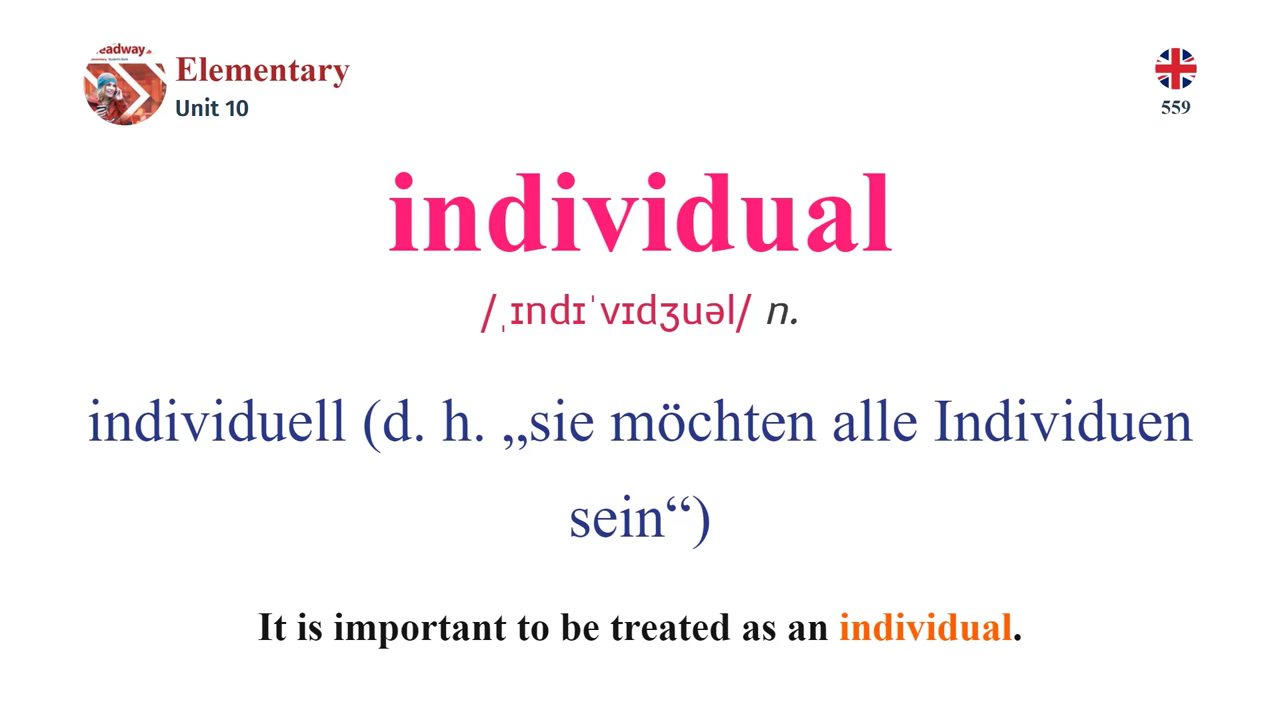 eadway
Elementary
Unit 10
559
individual
/ˌɪndɪˈvɪdʒuəl/ n.
individuell (d. h. „sie möchten alle Individuen
sein“)
It is important to be treated as an individual.